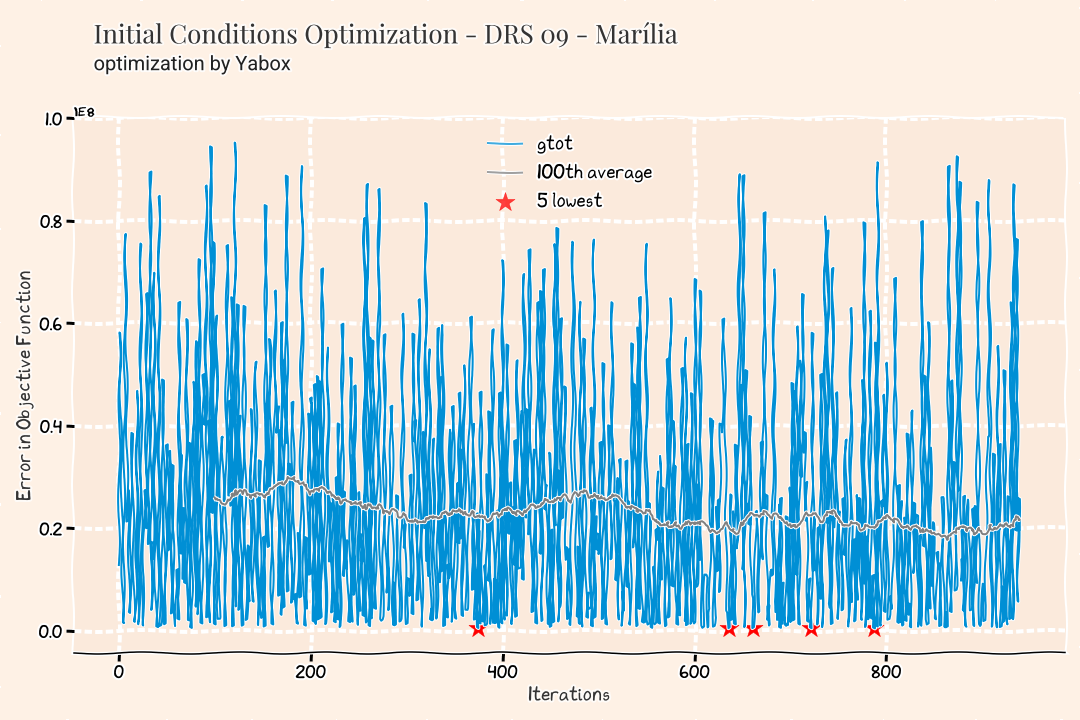 Initial Conditions Optimization - DRS 09 - Marília
optimization by Yabox
1E8
1.0
0.8
0.6
0.4
0.2
0.0
Error in Objective Function
gtot
100th average
5 lowest
0 200 400 600 800
Iterations